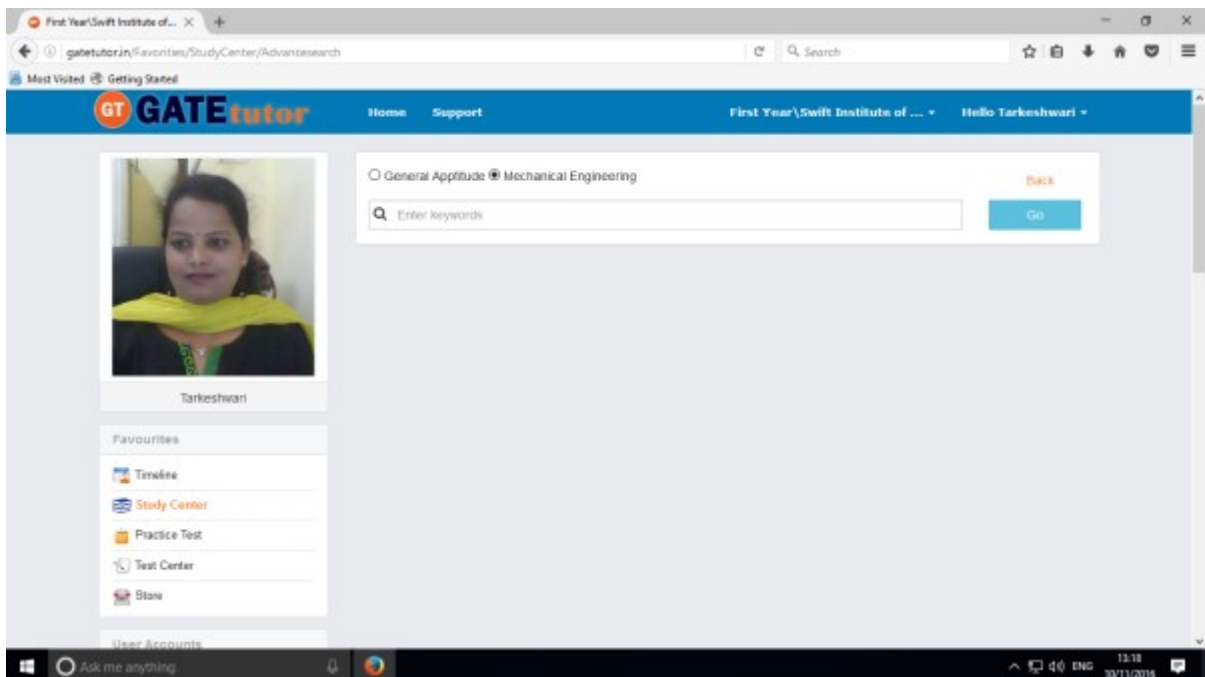 First Year\Swift Institute of...
gatetutor.in/Favorities/StudyCenter/Advancesearch
Search
Most Visited Getting Started
GT GATEtutor Home Support First Year\Swift Institute of .... Hello Tarkeshwari
General Apptitude Mechanical Engineering
Back
Enter keywords
Go
Tarkeshwari
Favourites
Timeline
Study Center
Practice Test
Test Center
Store
User Accounts
Ask me anything
ENG
13:18